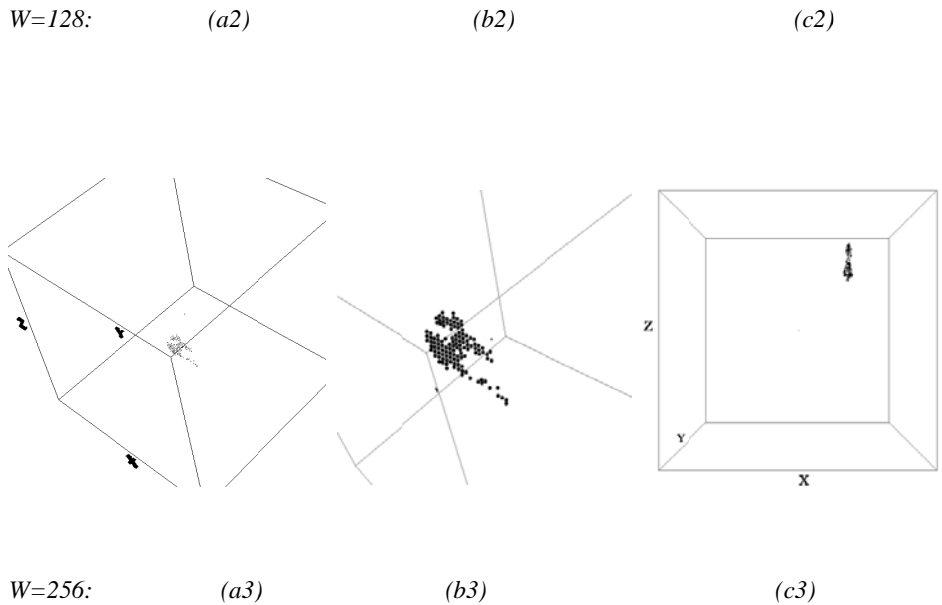 W=128: (a2) (b2) (c2)
Z
Y
X
Z
Y
X
W=256: (a3) (b3) (c3)